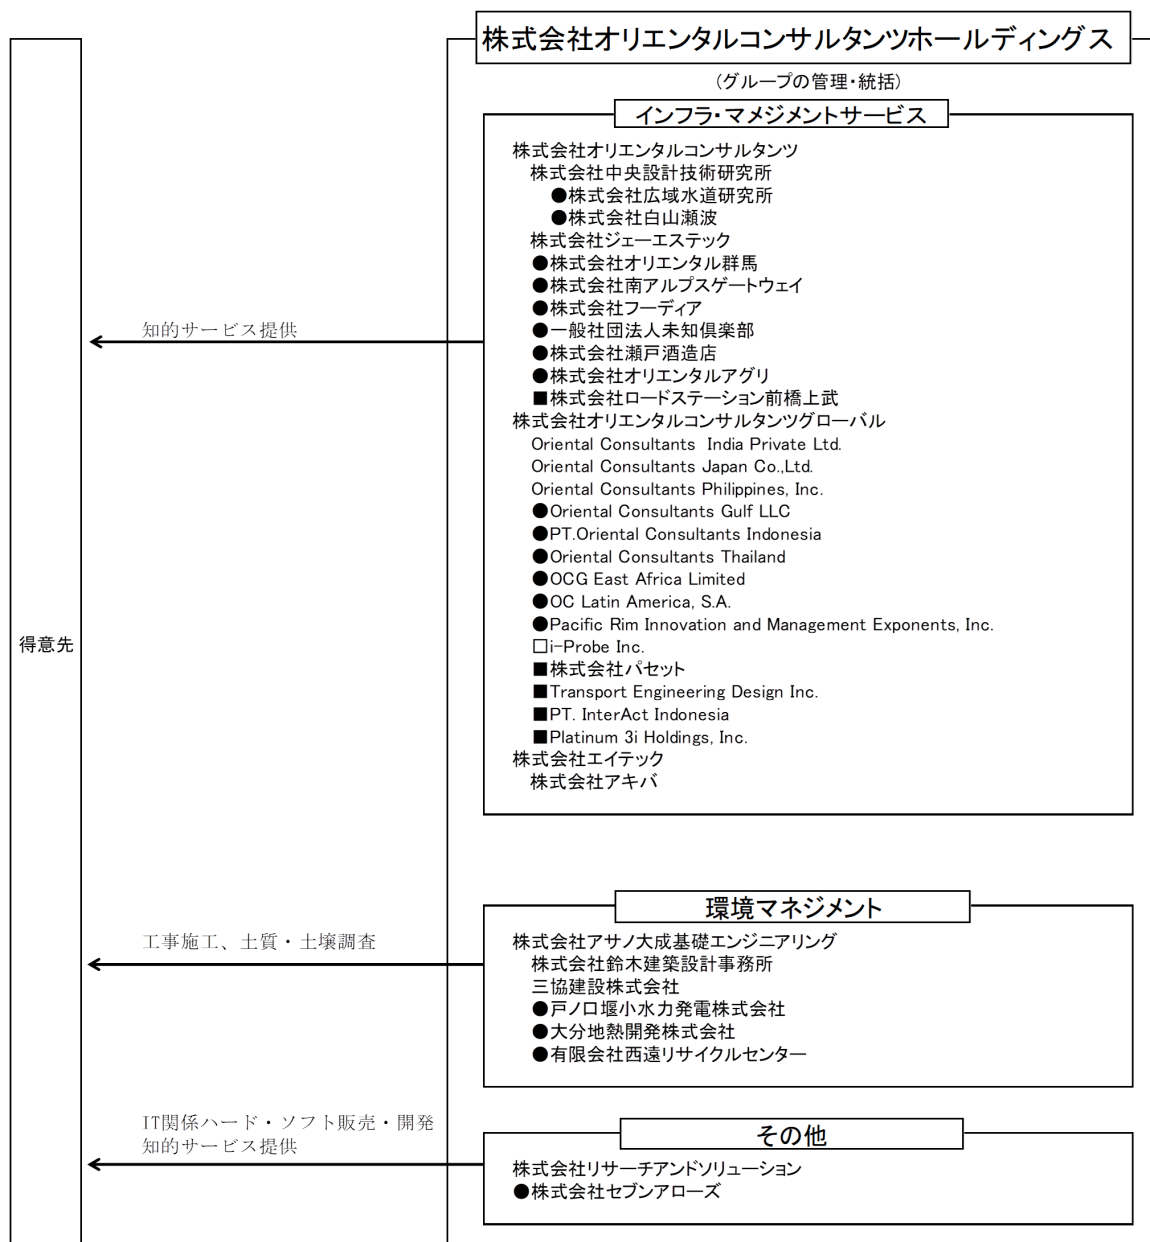 株式会社オリエンタルコンサルタンツホールディングス
(グループの管理・統括)
インフラ・マメジメントサービス
株式会社オリエンタルコンサルタンツ
株式会社中央設計技術研究所
●株式会社広域水道研究所
●株式会社白山瀬波
株式会社ジェーエステック
●株式会社オリエンタル群馬
●株式会社南アルプスゲートウェイ
●株式会社フーディア
●一般社団法人未知倶楽部
●株式会社瀬戸酒造店
●株式会社オリエンタルアグリ
■株式会社ロードステーション前橋上武
株式会社オリエンタルコンサルタンツグローバル
Oriental Consultants India Private Ltd.
Oriental Consultants Japan Co.,Ltd.
Oriental Consultants Philippines, Inc.
●Oriental Consultants Gulf LLC
●PT.Oriental Consultants Indonesia
●Oriental Consultants Thailand
●OCG East Africa Limited
●OC Latin America, S.A.
●Pacific Rim Innovation and Management Exponents, Inc.
□i-Probe Inc.
■株式会社パセット
■Transport Engineering Design Inc.
■PT. InterAct Indonesia
■Platinum 3i Holdings, Inc.
株式会社エイテック
株式会社アキバ
知的サービス提供
得意先
環境マネジメント
株式会社アサノ大成基礎エンジニアリング
株式会社鈴木建築設計事務所
三協建設株式会社
●戸ノ口堰小水力発電株式会社
●大分地熱開発株式会社
●有限会社西遠リサイクルセンター
工事施工、土質・土壌調査
その他
株式会社リサーチアンドソリューション
●株式会社セブンアローズ
IT関係ハード・ソフト販売・開発
知的サービス提供